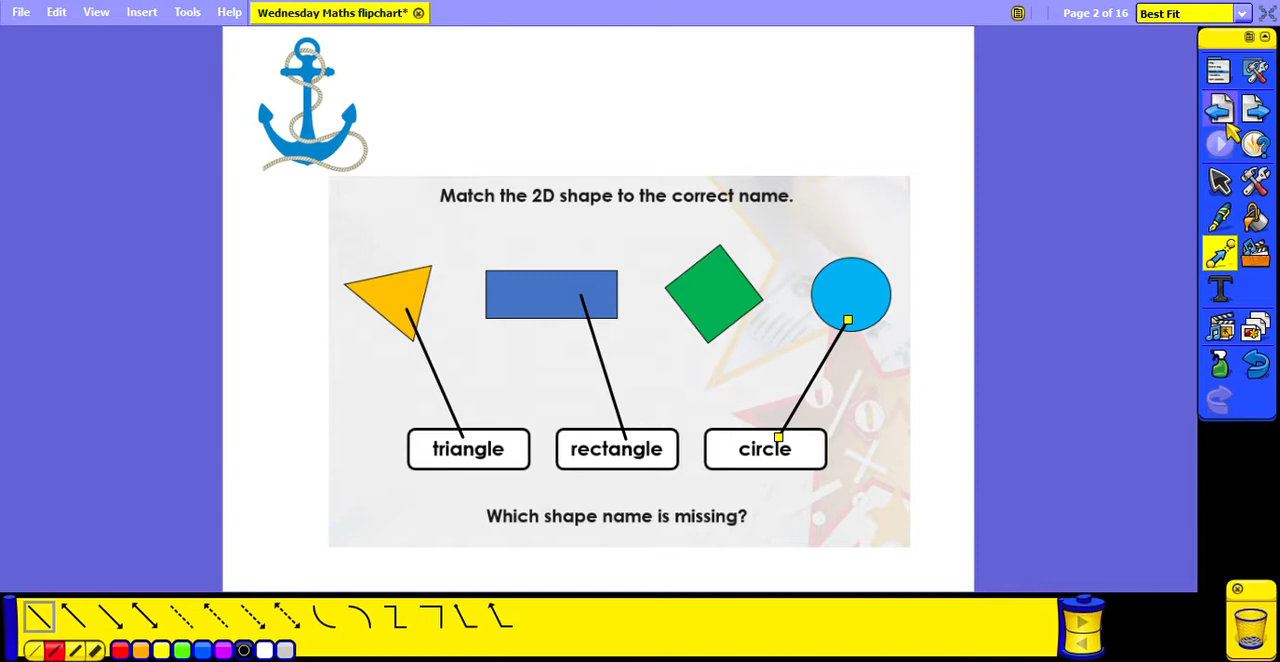 File Edit View Insert Tools Help Wednesday Maths flipchart* Page 2 of 16 Best Fit
Match the 2D shape to the correct name.
triangle rectangle circle
Which shape name is missing?